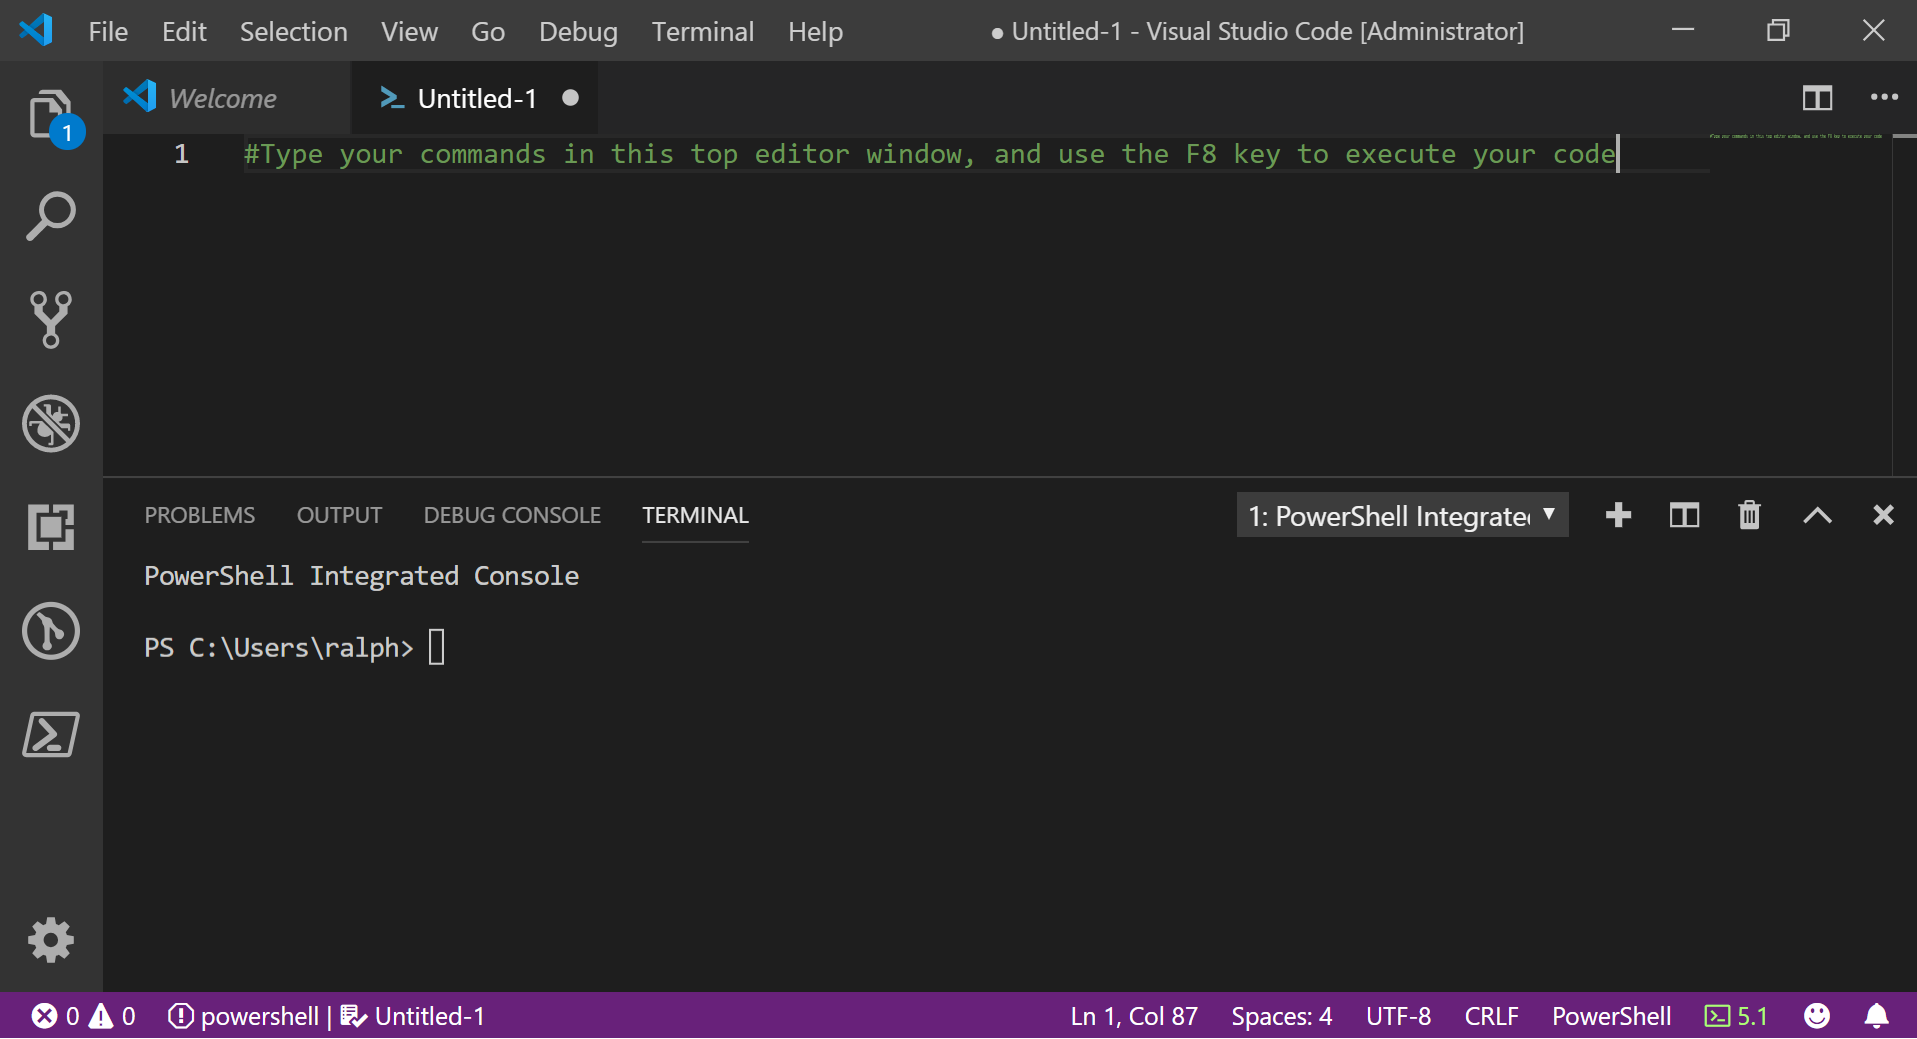 File Edit Selection View Go Debug Terminal Help ● Untitled-1 - Visual Studio Code [Administrator]
Welcome Untitled-1
1
1 #Type your commands in this top editor window, and use the F8 key to execute your code
PROBLEMS OUTPUT DEBUG CONSOLE TERMINAL 1: PowerShell Integrate
PowerShell Integrated Console
PS C:\Users\ralph>
0 0 powershell | Untitled-1 Ln 1, Col 87 Spaces: 4 UTF-8 CRLF PowerShell 5.1